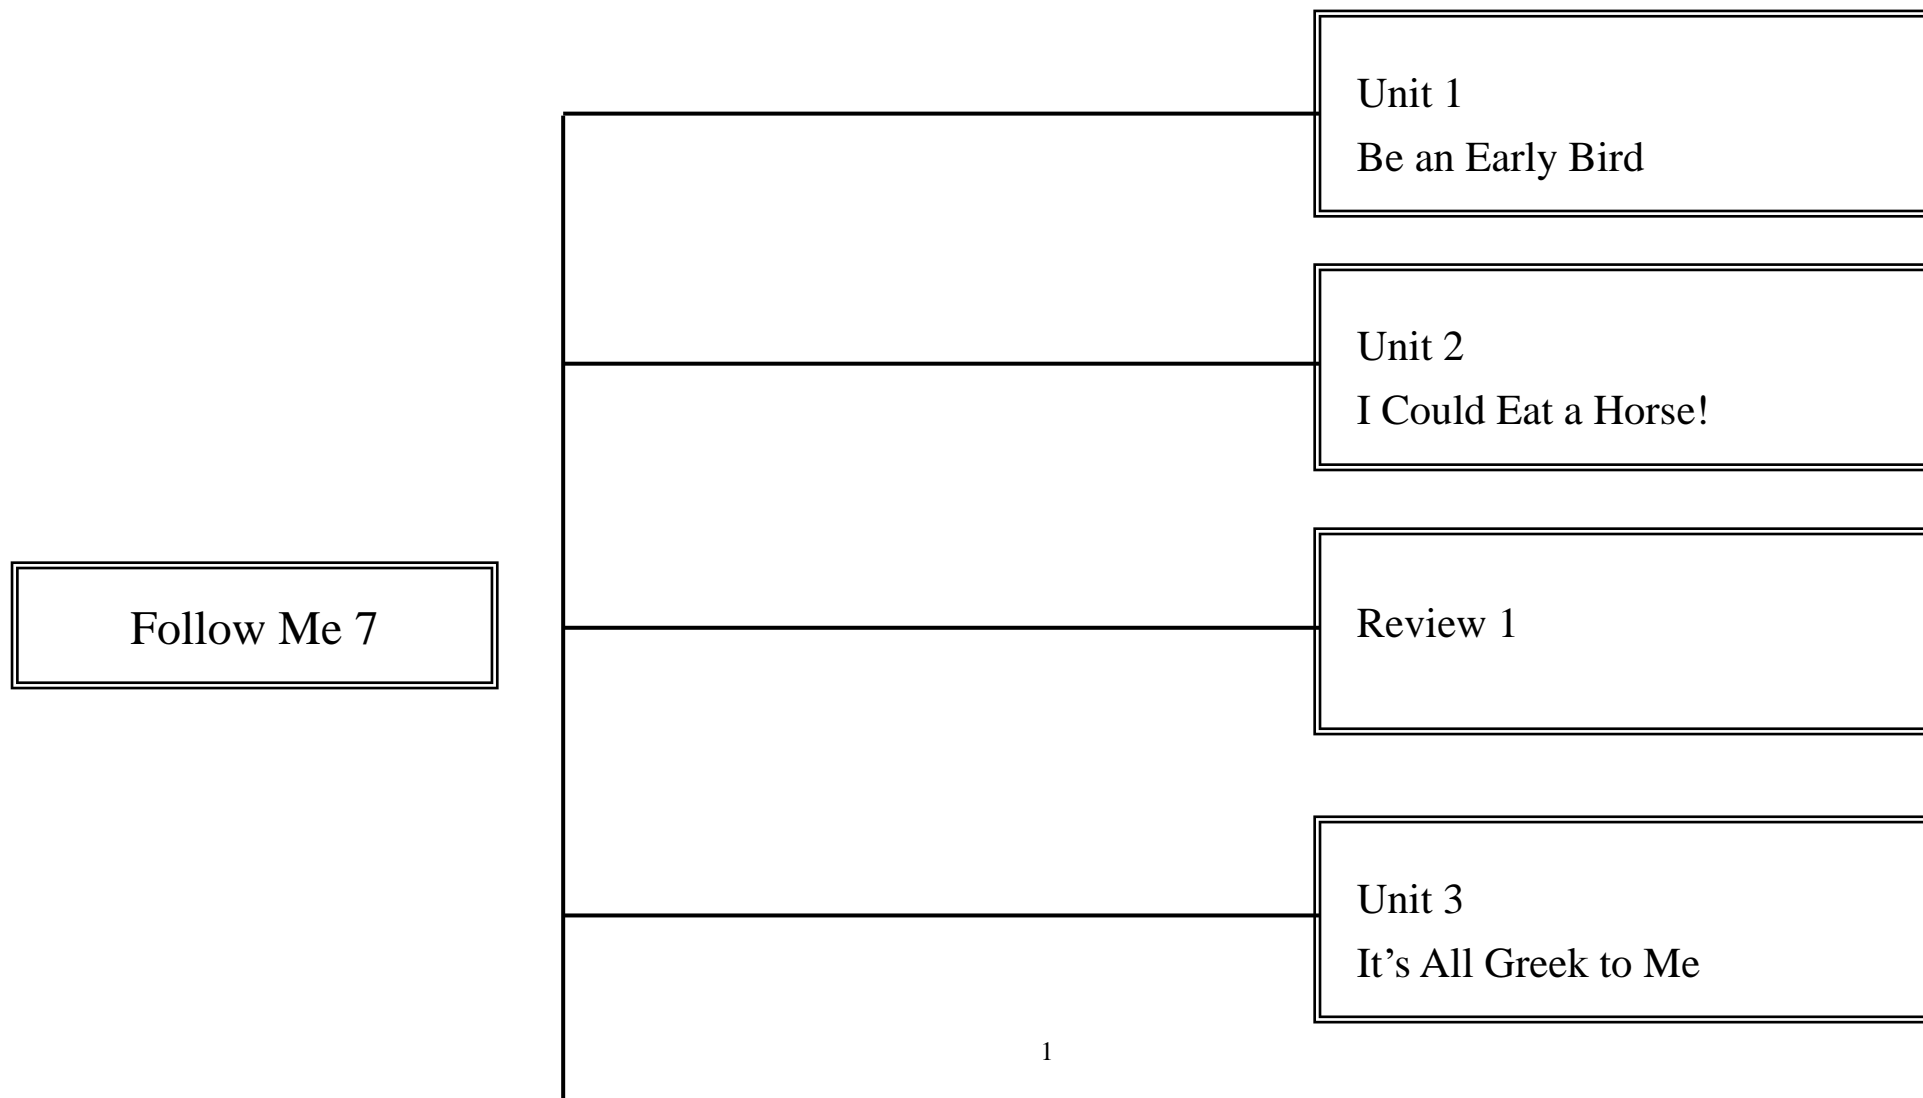 Unit 1
Be an Early Bird
Unit 2
I Could Eat a Horse!
Follow Me 7
Review 1
Unit 3
It’s All Greek to Me
1